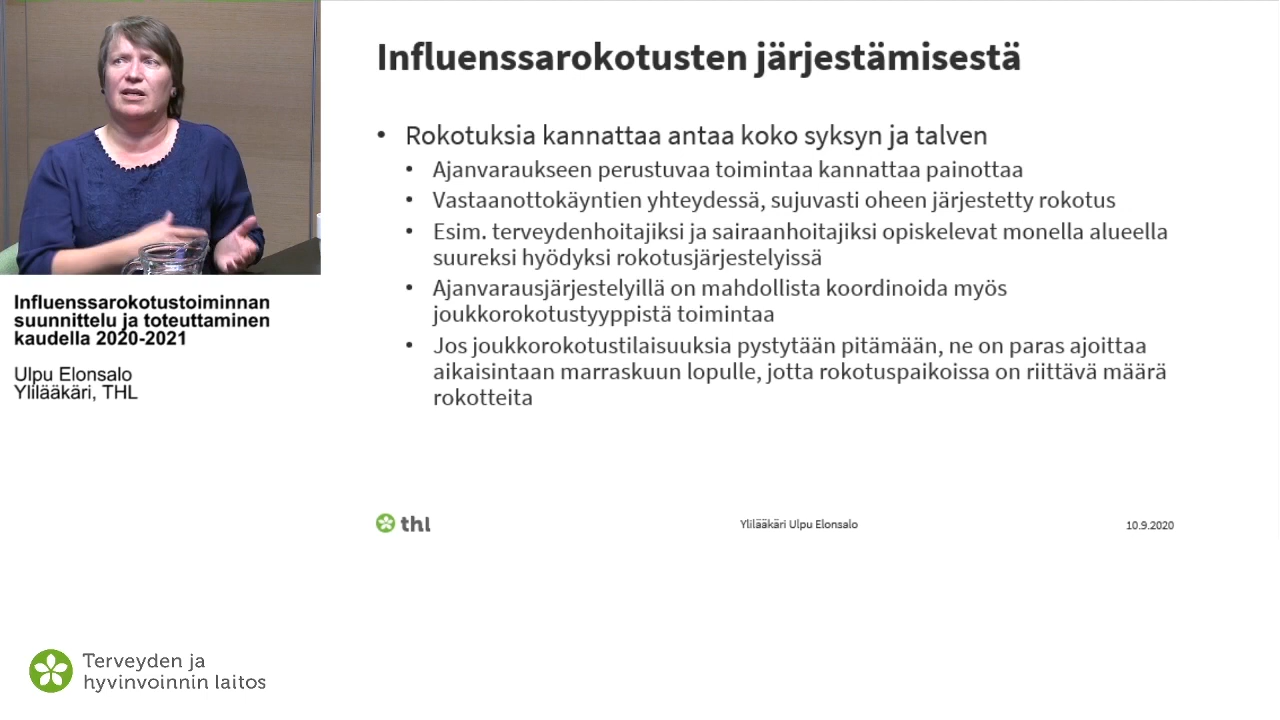 Influenssarokotusten järjestämisestä
• Rokotuksia kannattaa antaa koko syksyn ja talven
• Ajanvaraukseen perustuvaa toimintaa kannattaa painottaa
• Vastaanottokäyntien yhteydessä, sujuvasti oheen järjestetty rokotus
• Esim. terveydenhoitajiksi ja sairaanhoitajiksi opiskelevat monella alueella
suureksi hyödyksi rokotusjärjestelyissä
• Ajanvarausjärjestelyillä on mahdollista koordinoida myös
joukkorokotustyyppistä toimintaa
• Jos joukkorokotustilaisuuksia pystytään pitämään, ne on paras ajoittaa
aikaisintaan marraskuun lopulle, jotta rokotuspaikoissa on riittävä määrä
rokotteita
thl
Ylilääkäri Ulpu Elonsalo
10.9.2020
Influenssarokotustoiminnan
suunnittelu ja toteuttaminen
kaudella 2020-2021
Ulpu Elonsalo
Ylilääkäri, THL
Terveyden ja
hyvinvoinnin laitos